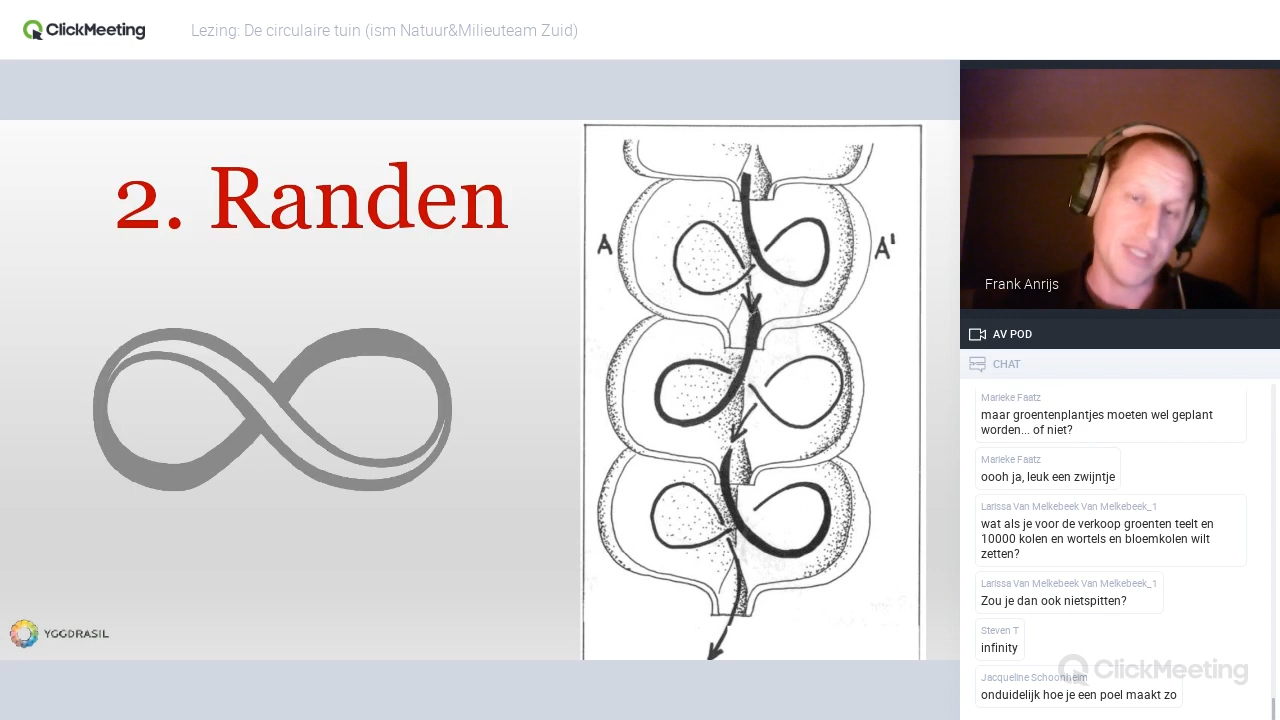 ClickMeeting
Lezing: De circulaire tuin (ism Natuur&Milieuteam Zuid)
2. Randen
A
A'
YGGDRASIL
Frank Anrijs
AV POD
CHAT
Marieke Faatz
maar groentenplantjes moeten wel geplant
worden... of niet?
Marieke Faatz
oooh ja, leuk een zwijntje
Larissa Van Melkebeek Van Melkebeek_1
wat als je voor de verkoop groenten teelt en
10000 kolen en wortels en bloemkolen wilt
zetten?
Larissa Van Melkebeek Van Melkebeek_1
Zou je dan ook nietspitten?
Steven T
infinity
Jacqueline Schoonheim
onduidelijk hoe je een poel maakt zo
ClickMeeting